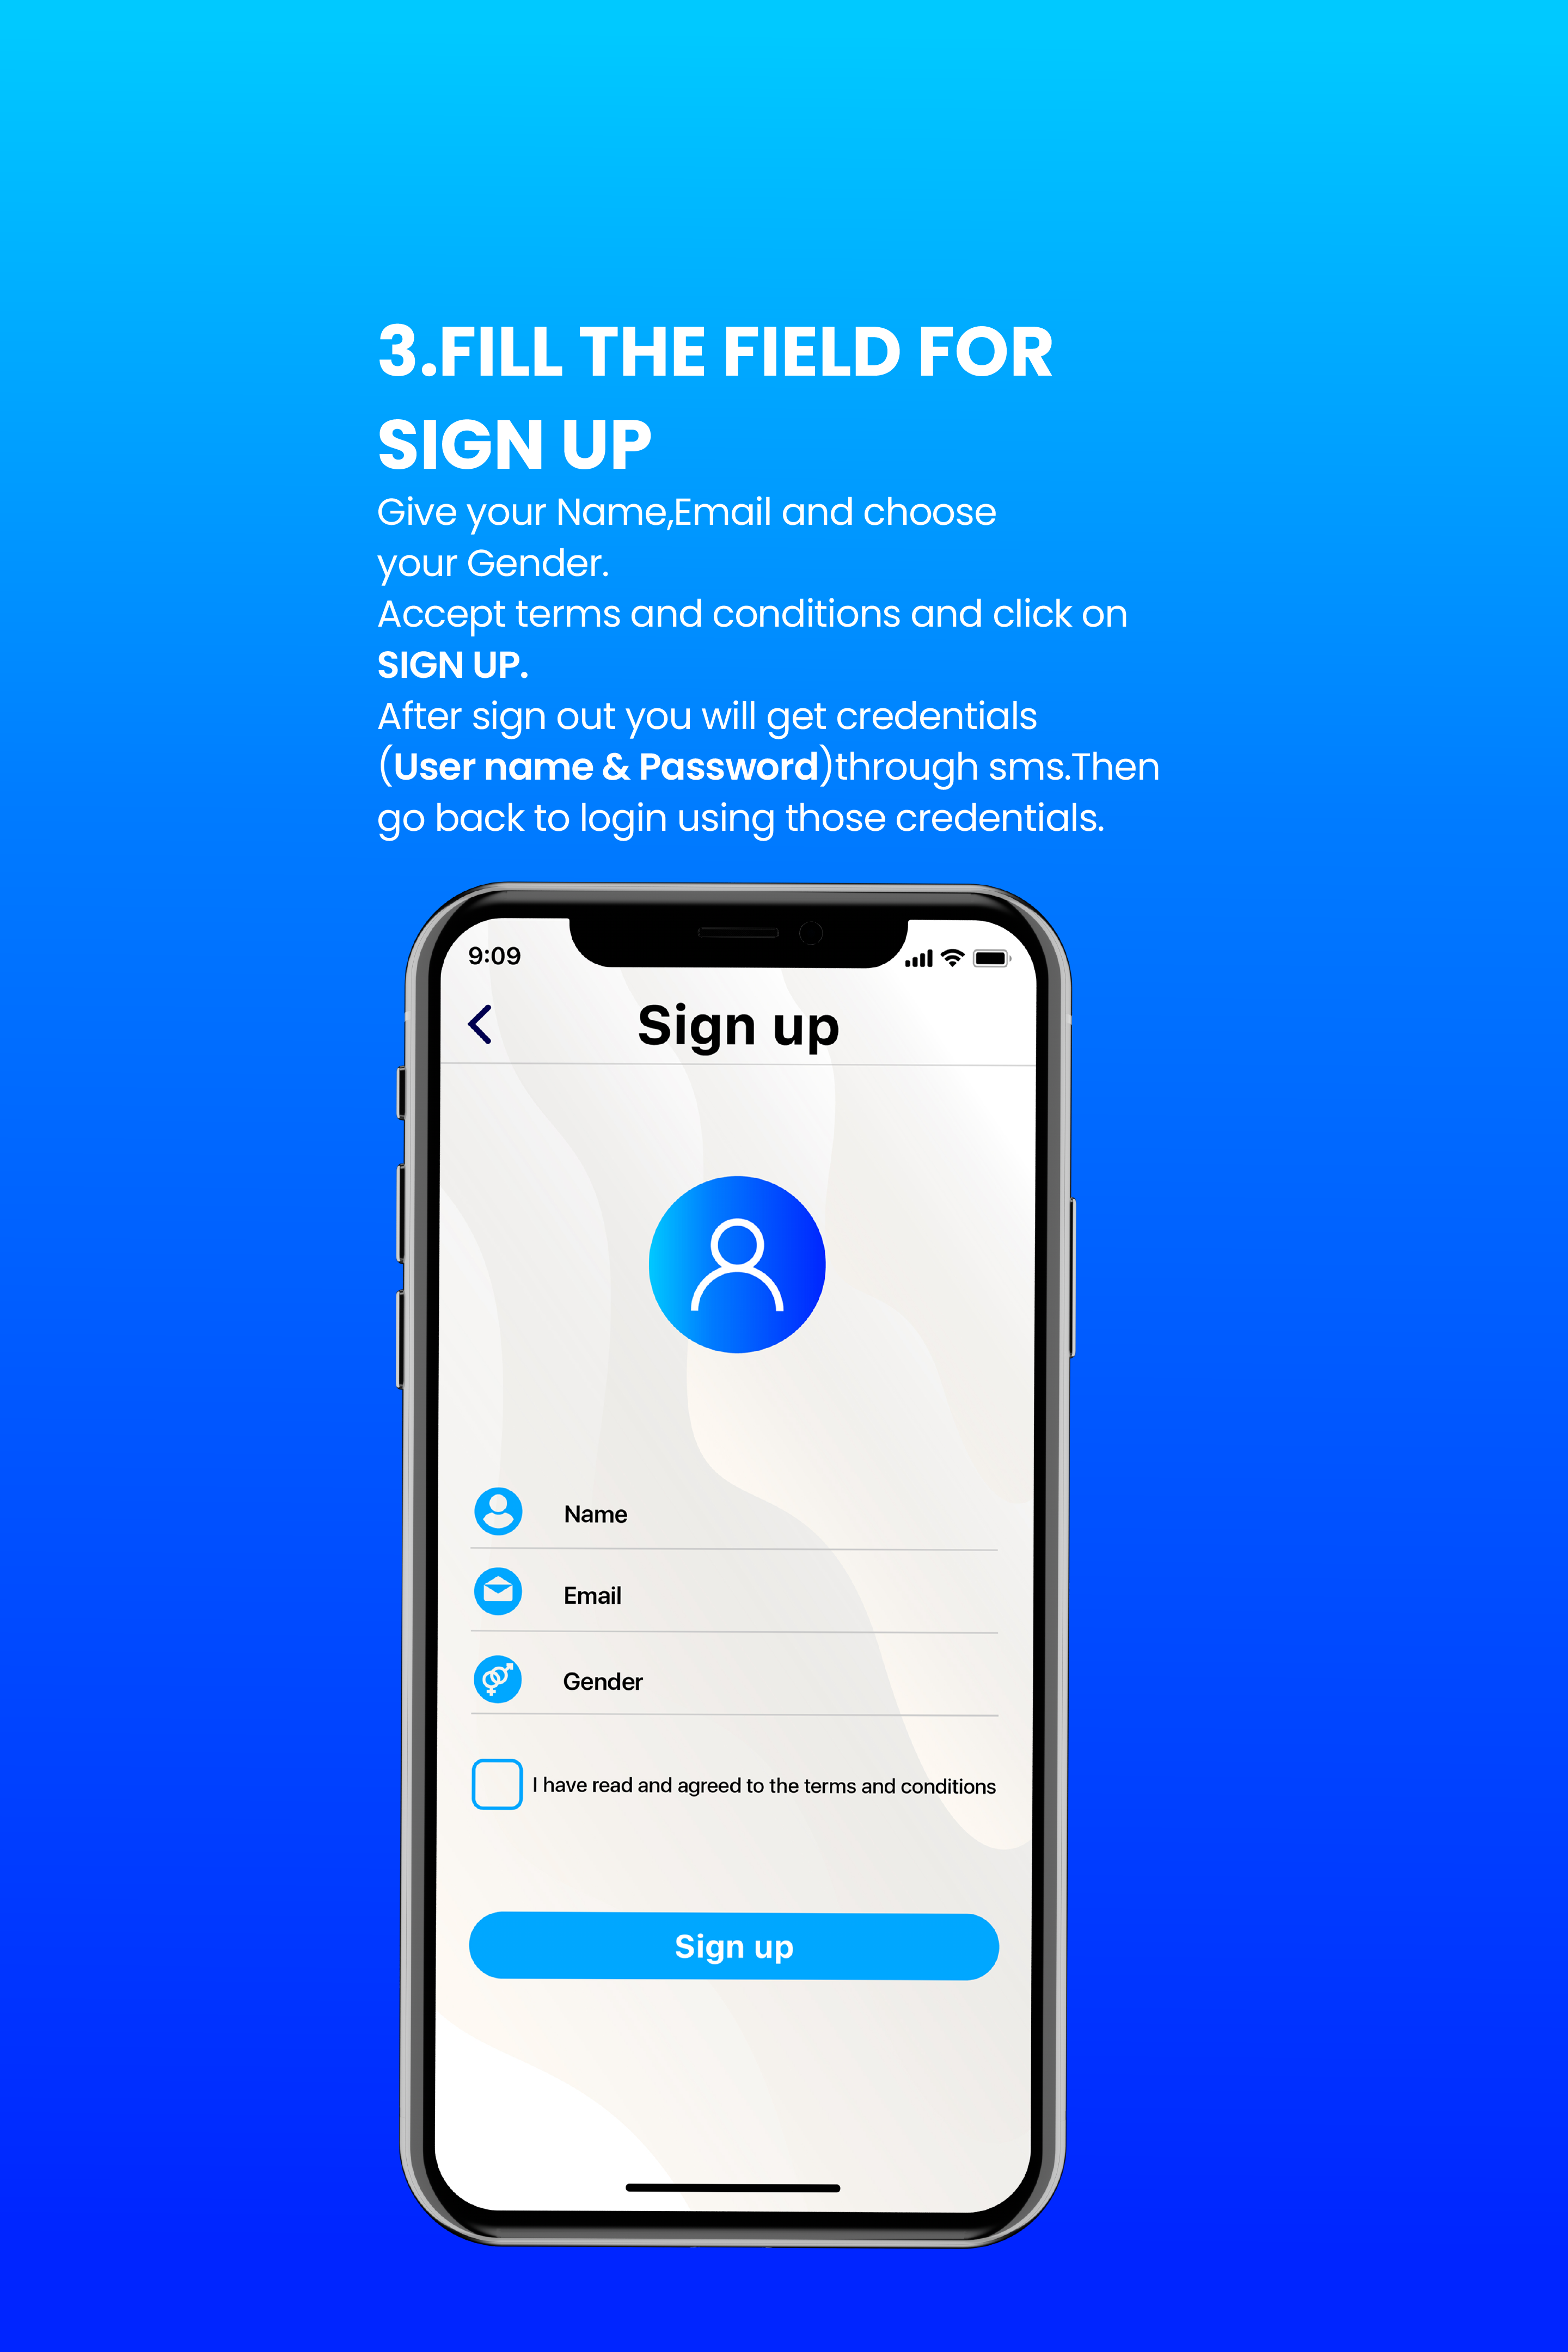 3.FILL THE FIELD FOR
SIGN UP
Give your Name,Email and choose
your Gender.
Accept terms and conditions and click on
SIGN UP.
After sign out you will get credentials
(User name & Password)through sms.Then
go back to login using those credentials.
9:09
Sign up
Name
Email
Gender
I have read and agreed to the terms and conditions
Sign up